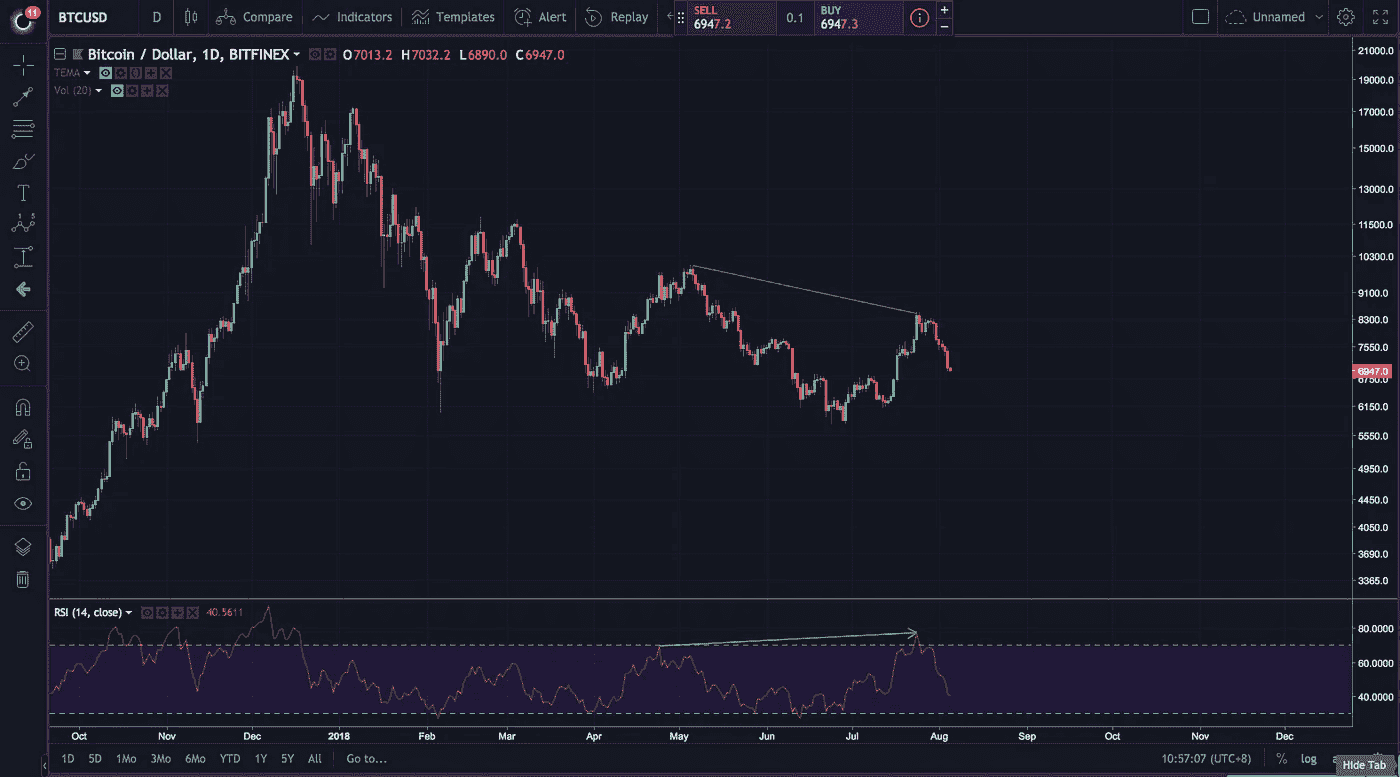 11 BTCUSD D Compare Indicators Templates Alert Replay SELL 6947.2 0.1 BUY 6947.3 + − Unnamed
Bitcoin / Dollar, 1D, BITFINEX O7013.2 H7032.2 L6890.0 C6947.0
TEMA
Vol (20)
21000.0
19000.0
17000.0
15000.0
13000.0
11500.0
10300.0
9100.0
8300.0
7550.0
6947.0
6750.0
6150.0
5550.0
4950.0
4450.0
4050.0
3690.0
3365.0
RSI (14, close) 40.5611
80.0000
60.0000
40.0000
Oct Nov Dec 2018 Feb Mar Apr May Jun Jul Aug Sep Oct Nov Dec
1D 5D 1Mo 3Mo 6Mo YTD 1Y 5Y All Go to... 10:57:07 (UTC+8) % log
Hide Tab